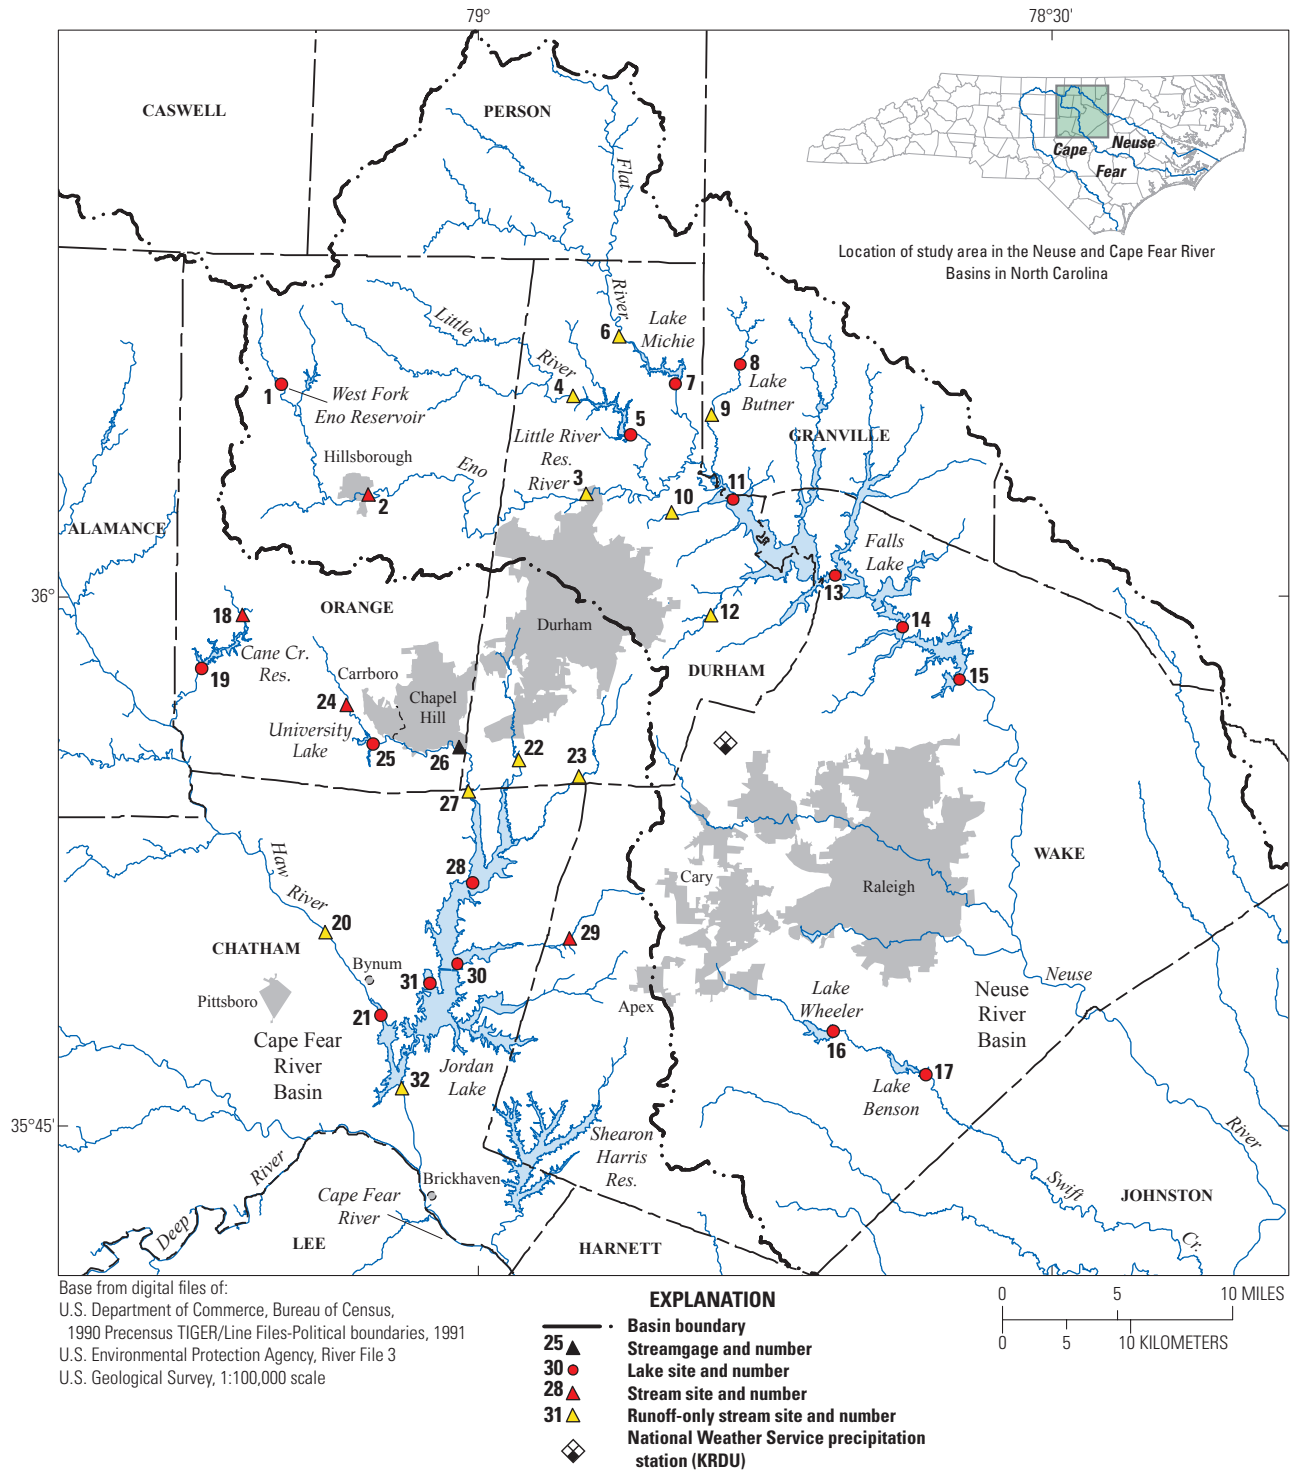 79°
78°30'
CASWELL
PERSON
Flat
River
Cape
Neuse
Fear
Location of study area in the Neuse and Cape Fear River
Basins in North Carolina
Little
River
6
Lake
Michie
8
7
Lake
Butner
1
West Fork
Eno Reservoir
4
9
5
GRANVILLE
Little River
Res.
Hillsborough
Eno
River
3
10
11
2
ALAMANCE
Falls
Lake
36°
13
ORANGE
18
Durham
12
14
Cane Cr.
Res.
19
Carrboro
DURHAM
15
24
Chapel
Hill
University
Lake
25
26
22
23
27
Haw
River
28
WAKE
Cary
Raleigh
20
29
CHATHAM
Bynum
30
31
Neuse
Pittsboro
Apex
Lake
Wheeler
Neuse
River
Basin
21
16
Cape Fear
River
Basin
Jordan
Lake
32
17
Lake
Benson
35°45'
Shearon
Harris
Res.
River
River
Deep
Brickhaven
Cape Fear
River
Swift
Cr.
JOHNSTON
LEE
HARNETT
Base from digital files of:
U.S. Department of Commerce, Bureau of Census,
1990 Precensus TIGER/Line Files-Political boundaries, 1991
U.S. Environmental Protection Agency, River File 3
U.S. Geological Survey, 1:100,000 scale
EXPLANATION
Basin boundary
25 Streamgage and number
30 Lake site and number
28 Stream site and number
31 Runoff-only stream site and number
National Weather Service precipitation
station (KRDU)
0 5 10 MILES
0 5 10 KILOMETERS